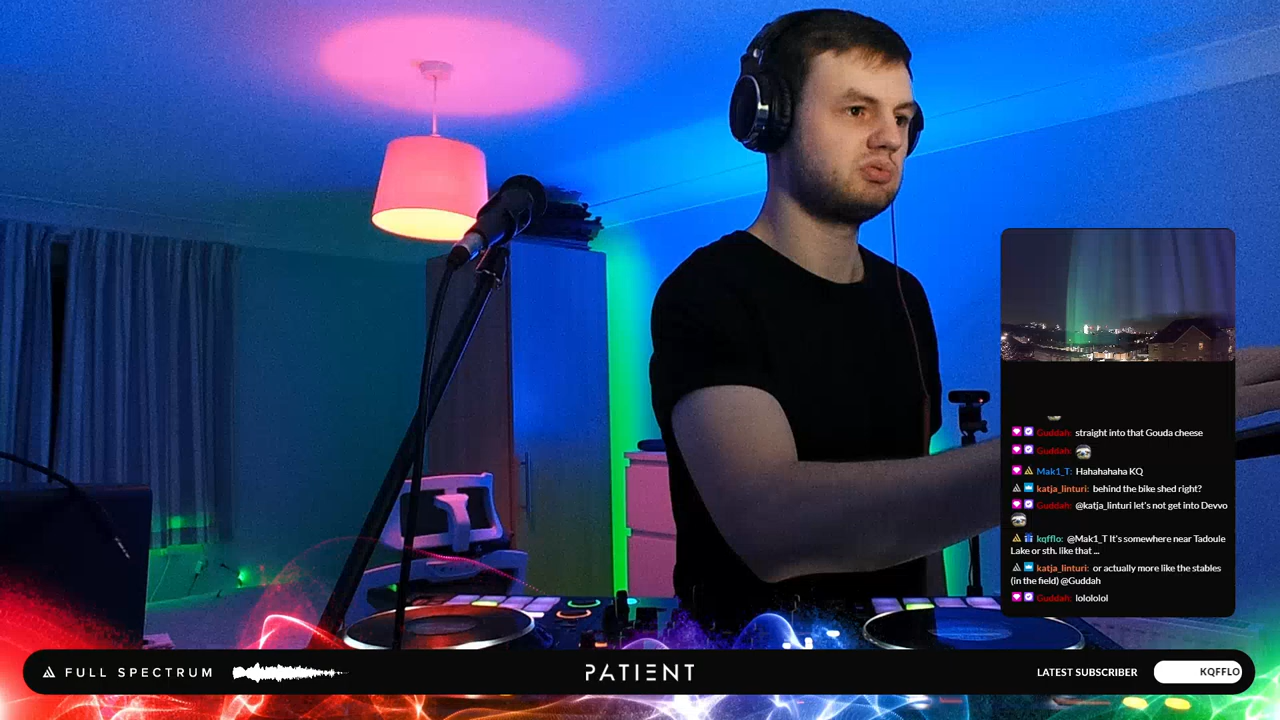 Guddah: straight into that Gouda cheese
Guddah:
Mak1_T: Hahahahaha KQ
katja_linturi: behind the bike shed right?
Guddah: @katja_linturi let's not get into Devvo
kqfflo: @Mak1_T It's somewhere near Tadoule
Lake or sth. like that ...
katja_linturi: or actually more like the stables
(in the field) @Guddah
Guddah: lolololol
FULL SPECTRUM
PATIENT
LATEST SUBSCRIBER
KQFFLO